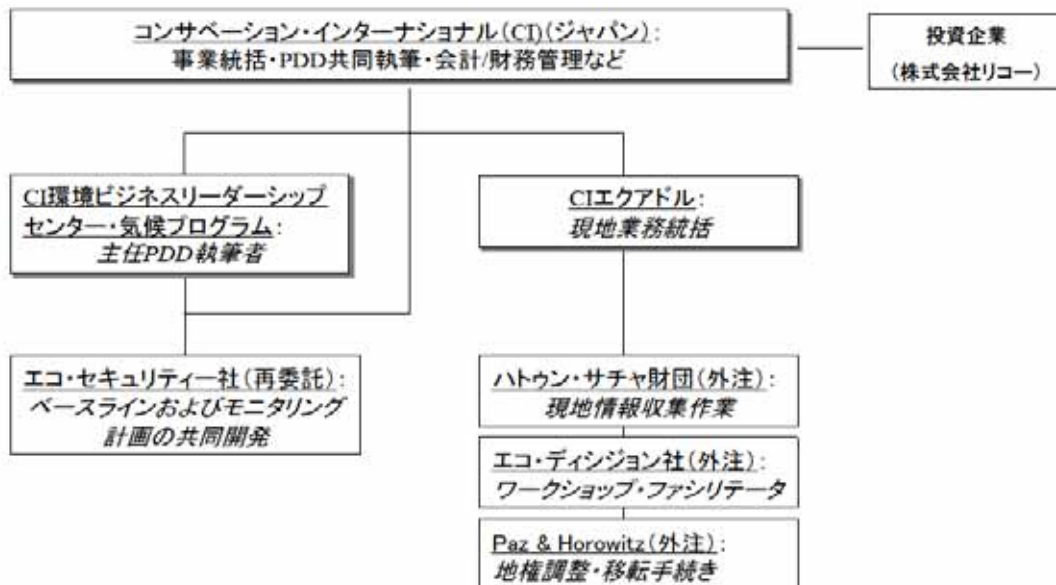 コンサベーション・インターナショナル(CI)(ジャパン):
事業統括・PDD共同執筆・会計/財務管理など
投資企業
(株式会社リコー)
CI環境ビジネスリーダーシップ
センター・気候プログラム:
主任PDD執筆者
CIエクアドル:
現地業務統括
エコ・セキュリティー社(再委託):
ベースラインおよびモニタリング
計画の共同開発
ハトゥン・サチャ財団(外注):
現地情報収集作業
エコ・ディシジョン社(外注):
ワークショップ・ファシリテータ
Paz & Horowitz(外注):
地権調整・移転手続き